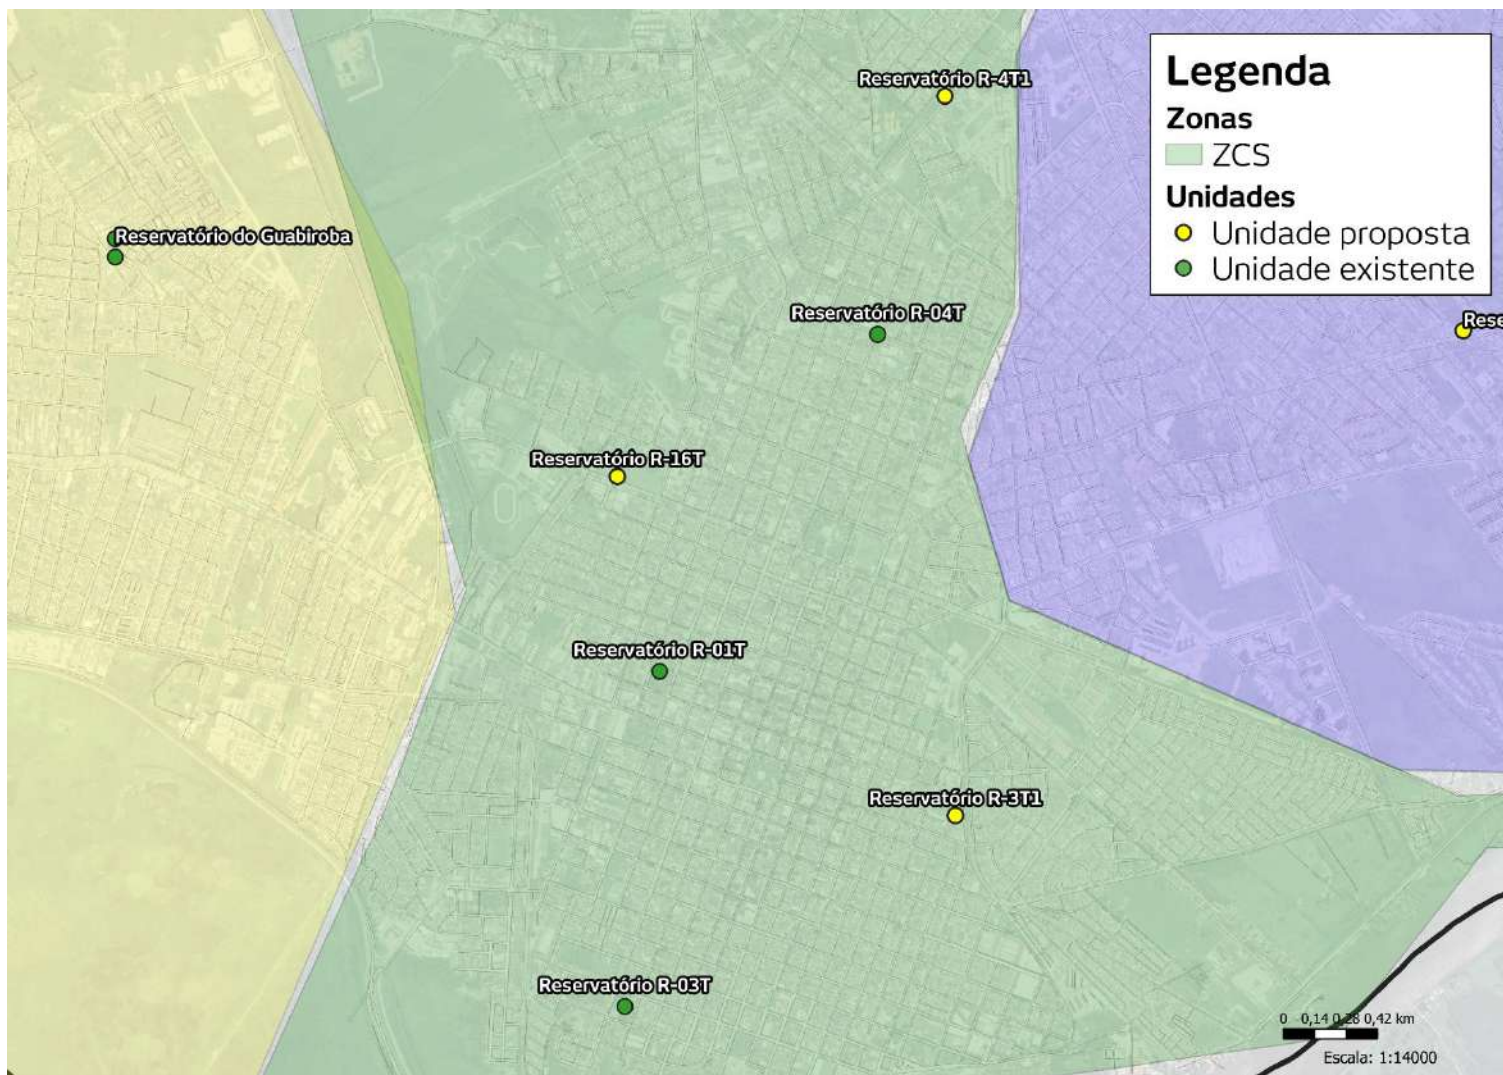 Reservatório R-4T1
Legenda
Zonas
ZCS
Unidades
Unidade proposta
Unidade existente
Reservatório do Guabiroba
Reservatório R-04T
Rese
Reservatório R-16T
Reservatório R-01T
Reservatório R-3T1
Reservatório R-03T
0 0,14 0,28 0,42 km
Escala: 1:14000